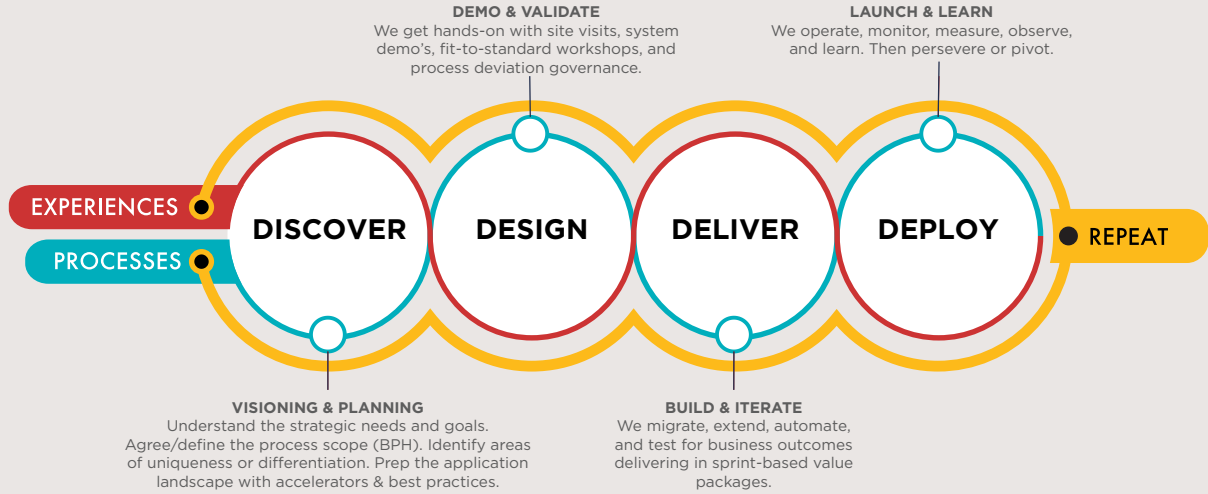 DEMO & VALIDATE
We get hands-on with site visits, system
demo's, fit-to-standard workshops, and
process deviation governance.
LAUNCH & LEARN
We operate, monitor, measure, observe,
and learn. Then persevere or pivot.
EXPERIENCES
PROCESSES
DISCOVER
DESIGN
DELIVER
DEPLOY
REPEAT
VISIONING & PLANNING
Understand the strategic needs and goals.
Agree/define the process scope (BPH). Identify areas
of uniqueness or differentiation. Prep the application
landscape with accelerators & best practices.
BUILD & ITERATE
We migrate, extend, automate,
and test for business outcomes
delivering in sprint-based value
packages.